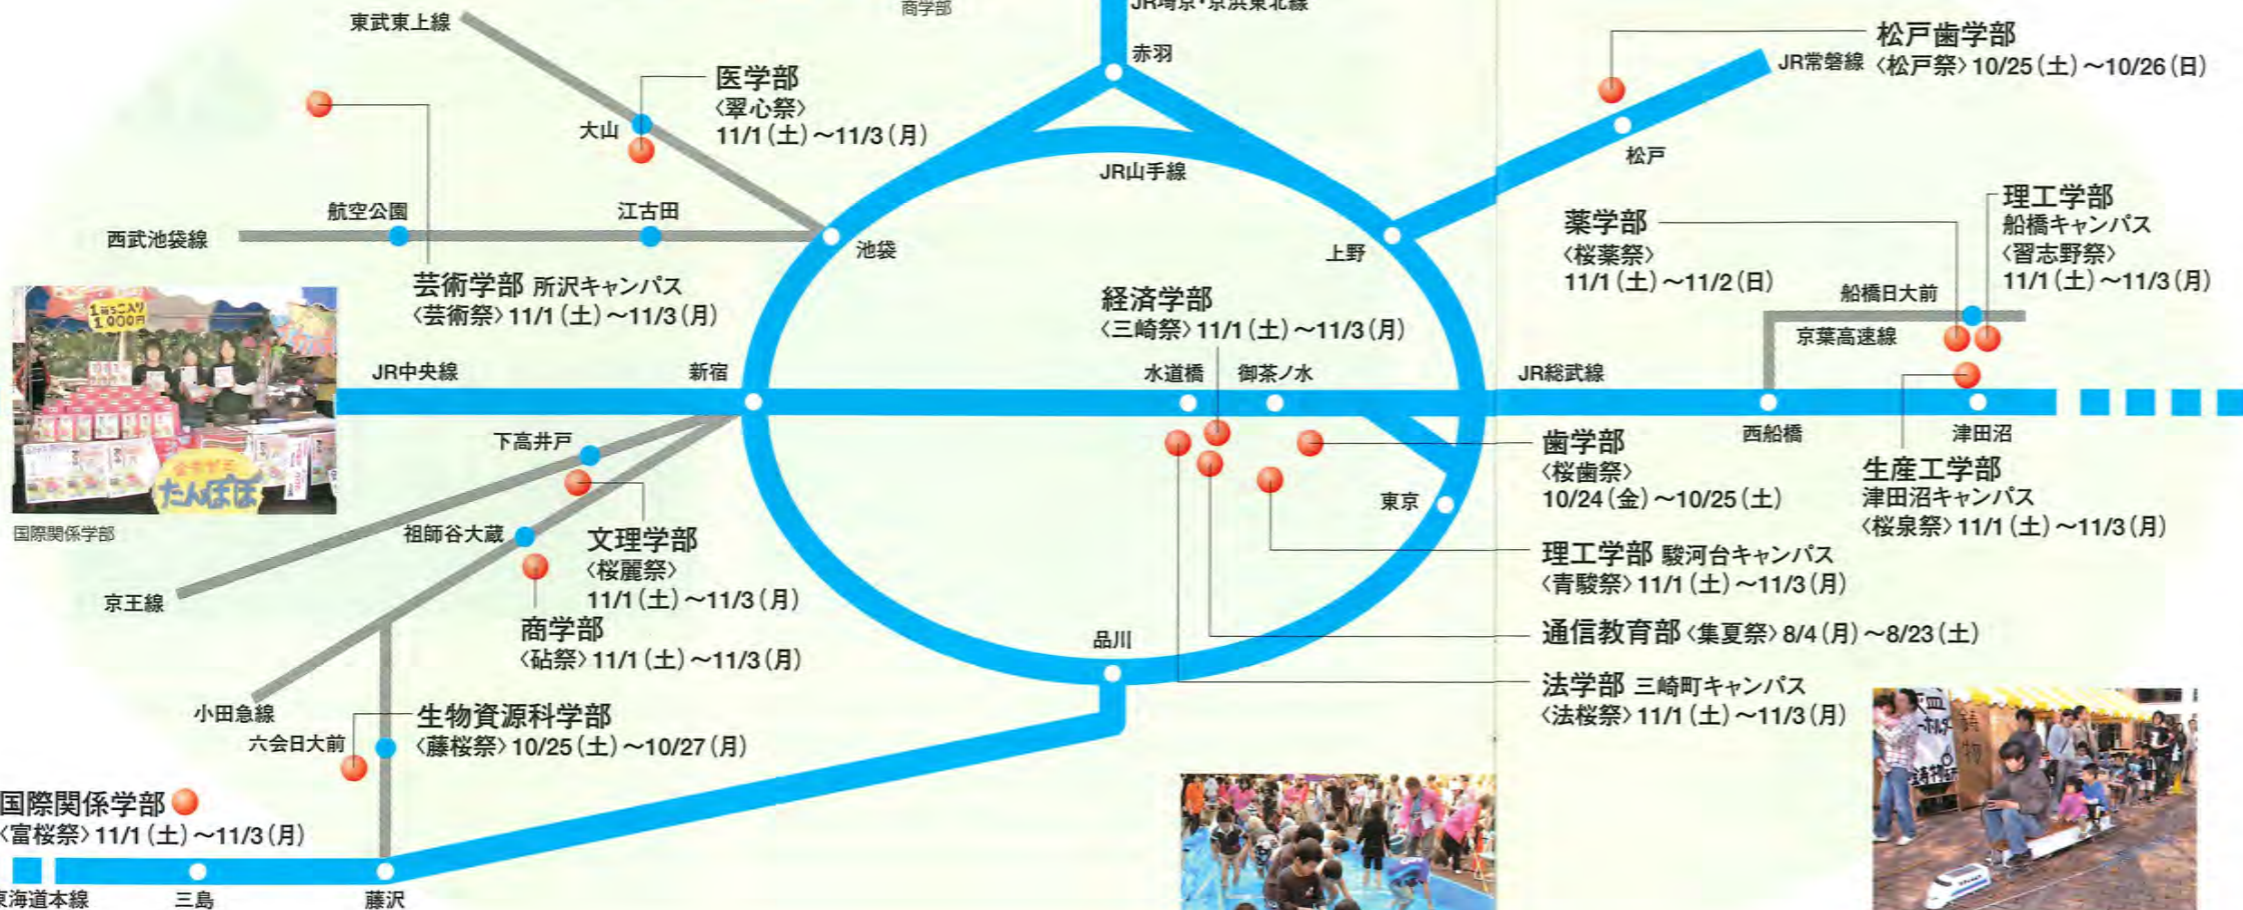 商学部
JR埼京・京浜東北線
東武東上線
赤羽
松戸歯学部
JR常磐線 〈松戸祭〉10/25(土)～10/26(日)
医学部
〈翠心祭〉
11/1(土)～11/3(月)
大山
松戸
JR山手線
航空公園
江古田
西武池袋線
池袋
上野
薬学部
〈桜薬祭〉
11/1(土)～11/2(日)
理工学部
船橋キャンパス
〈習志野祭〉
11/1(土)～11/3(月)
船橋日大前
京葉高速線
芸術学部 所沢キャンパス
〈芸術祭〉11/1(土)～11/3(月)
経済学部
〈三崎祭〉11/1(土)～11/3(月)
JR中央線
新宿
水道橋
御茶ノ水
JR総武線
西船橋
津田沼
1箱5こ入り
1,000円
たんぽぽ
国際関係学部
下高井戸
祖師谷大蔵
京王線
文理学部
〈桜麗祭〉
11/1(土)～11/3(月)
商学部
〈砧祭〉11/1(土)～11/3(月)
東京
歯学部
〈桜歯祭〉
10/24(金)～10/25(土)
生産工学部
津田沼キャンパス
〈桜泉祭〉11/1(土)～11/3(月)
理工学部 駿河台キャンパス
〈青駿祭〉11/1(土)～11/3(月)
通信教育部〈集夏祭〉8/4(月)～8/23(土)
法学部 三崎町キャンパス
〈法桜祭〉11/1(土)～11/3(月)
品川
小田急線
六会日大前
生物資源科学部
〈藤桜祭〉10/25(土)～10/27(月)
国際関係学部
〈富桜祭〉11/1(土)～11/3(月)
東海道本線
三島
藤沢
鋳物